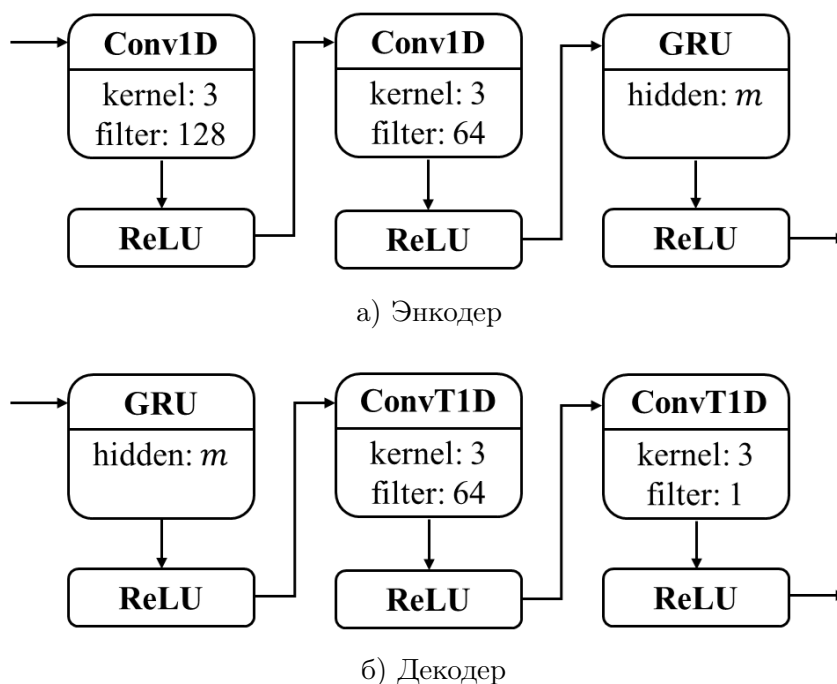 Conv1D
kernel: 3
filter: 128
ReLU
Conv1D
kernel: 3
filter: 64
ReLU
GRU
hidden: m
ReLU
а) Энкодер
GRU
hidden: m
ReLU
ConvT1D
kernel: 3
filter: 64
ReLU
ConvT1D
kernel: 3
filter: 1
ReLU
б) Декодер